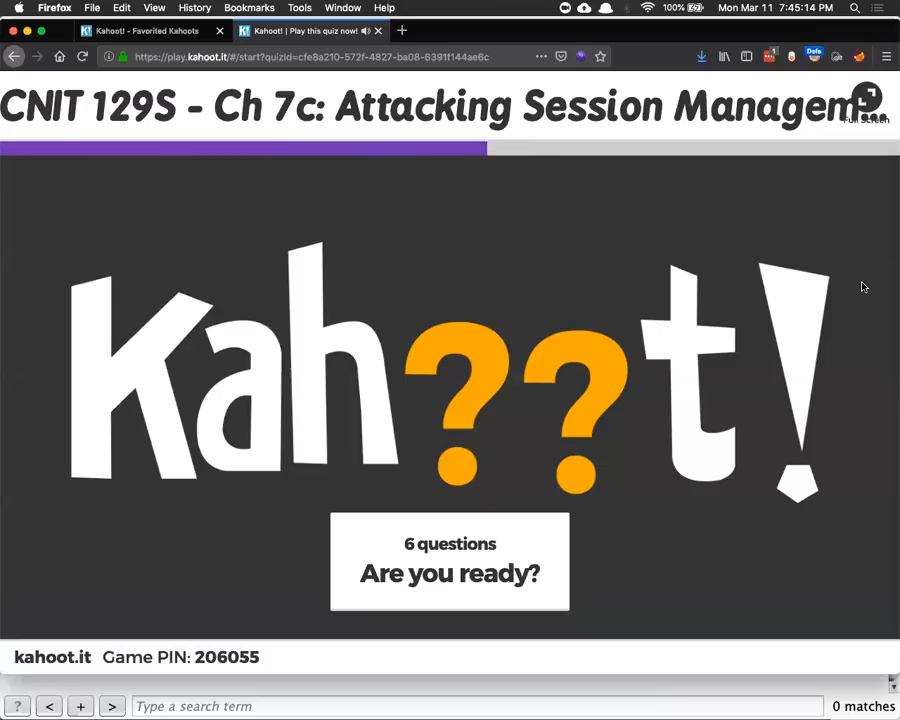 Firefox File Edit View History Bookmarks Tools Window Help 100% Mon Mar 11 7:45:14 PM
Kahoot! - Favorited Kahoots Kahoot! | Play this quiz now!
https://play.kahoot.it/#/start?quizId=cfe8a210-572f-4827-ba08-6391f144ae6c
CNIT 129S - Ch 7c: Attacking Session Managem...
Full Screen
Kah??t!
6 questions
Are you ready?
kahoot.it Game PIN: 206055
? < + > Type a search term 0 matches